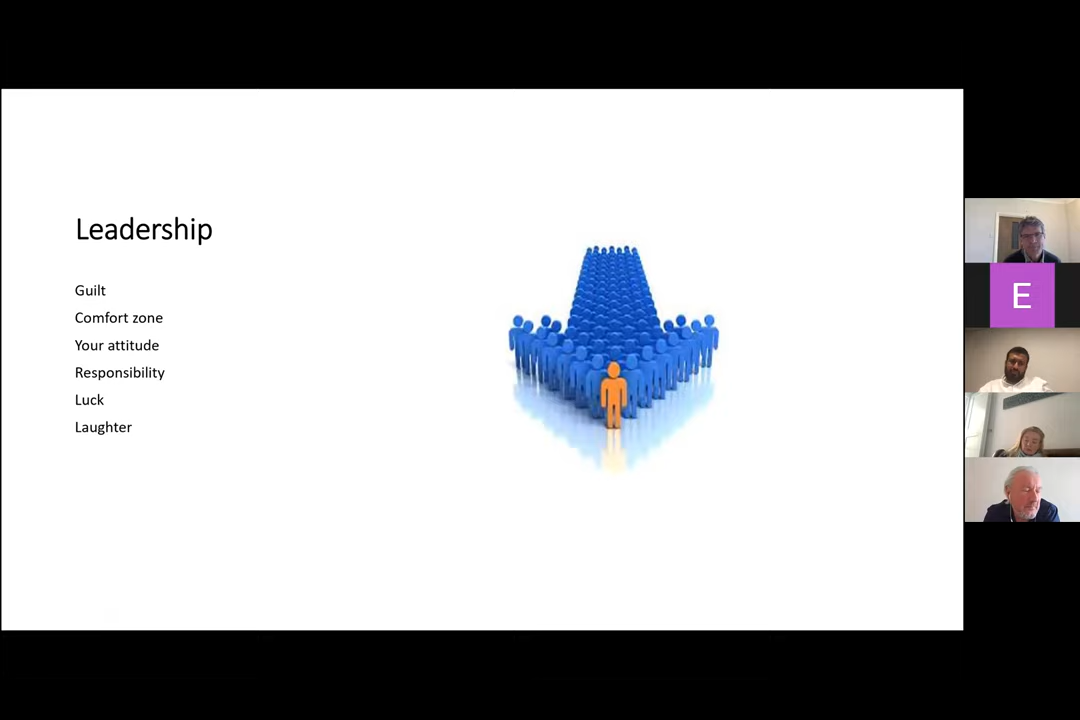 Leadership
Guilt
Comfort zone
Your attitude
Responsibility
Luck
Laughter
E